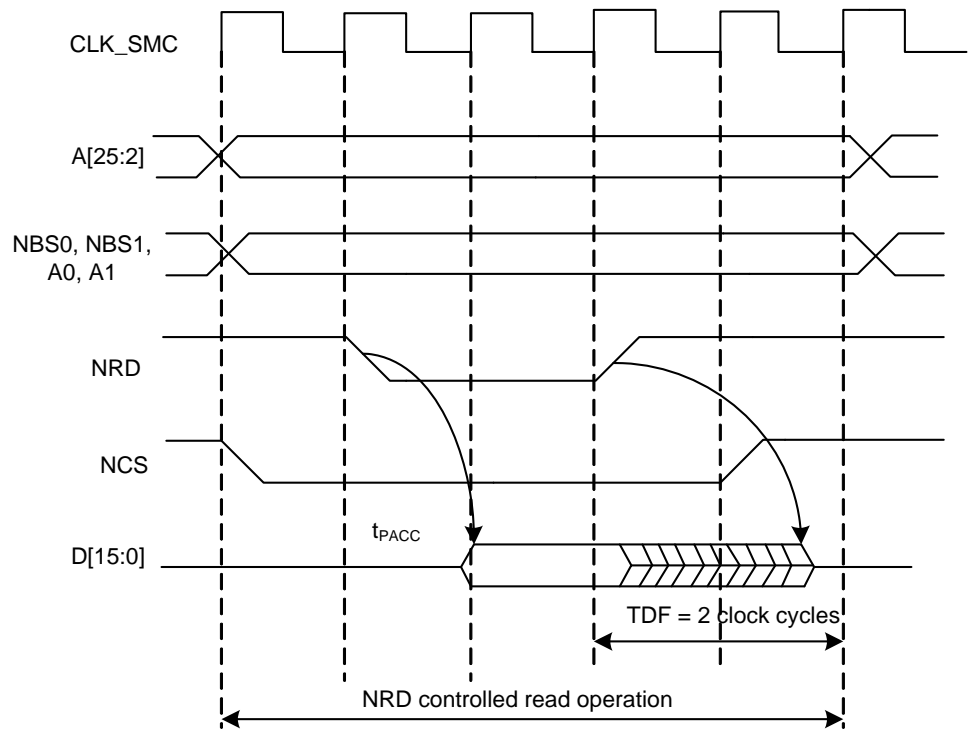 CLK_SMC
A[25:2]
NBS0, NBS1,
A0, A1
NRD
NCS
tPACC
D[15:0]
TDF = 2 clock cycles
NRD controlled read operation